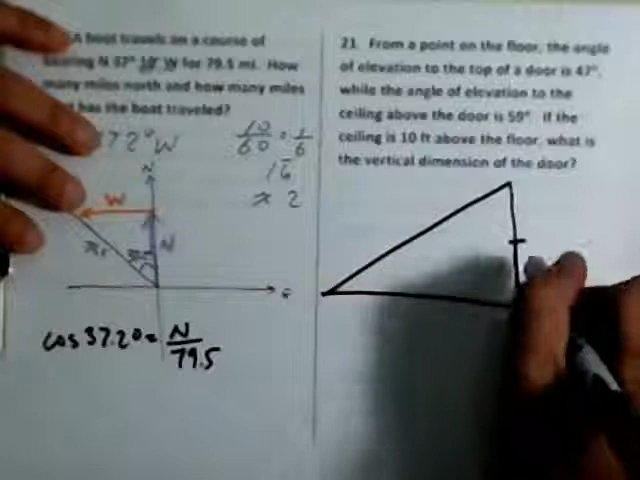 A boat travels on a course of
bearing N 37° 10' W for 79.5 mi. How
many miles north and how many miles
has the boat traveled?
72° W
10/60 = 1/6
N
W
N
cos 37.2° = N/79.5
21. From a point on the floor, the angle
of elevation to the top of a door is 47°,
while the angle of elevation to the
ceiling above the door is 59°. If the
ceiling is 10 ft above the floor, what is
the vertical dimension of the door?